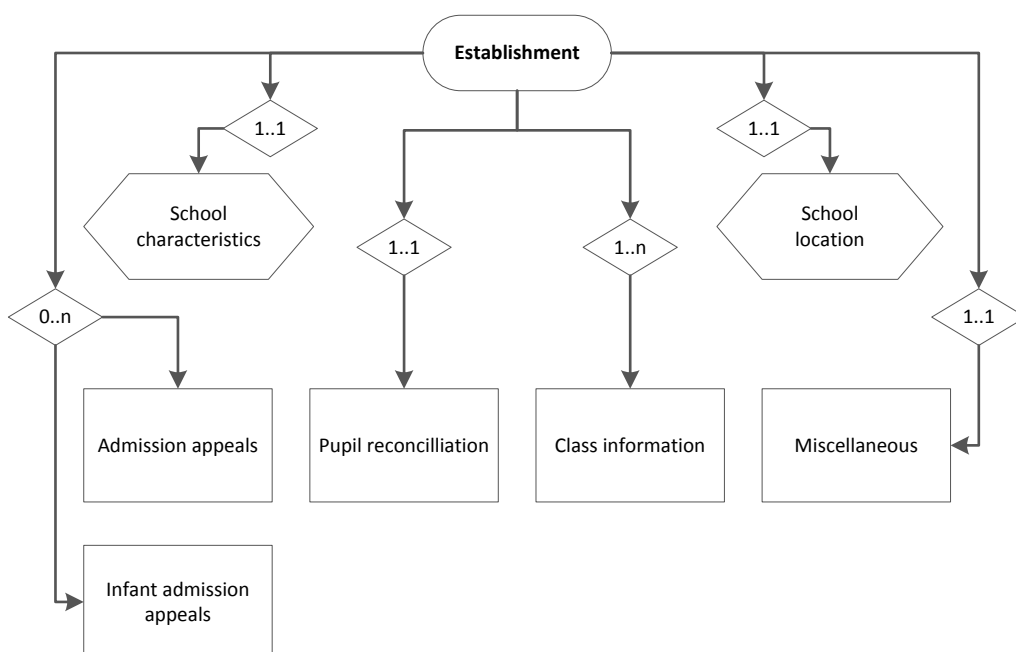 Establishment
1..1
1..1
School
characteristics
School
location
1..1
1..n
0..n
1..1
Admission appeals
Pupil reconcilliation
Class information
Miscellaneous
Infant admission
appeals